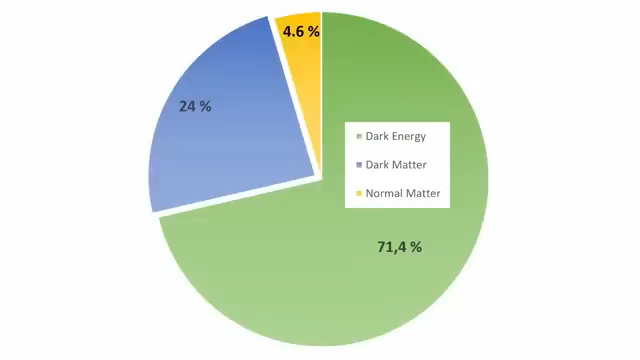 4.6 %
24 %
Dark Energy
Dark Matter
Normal Matter
71,4 %